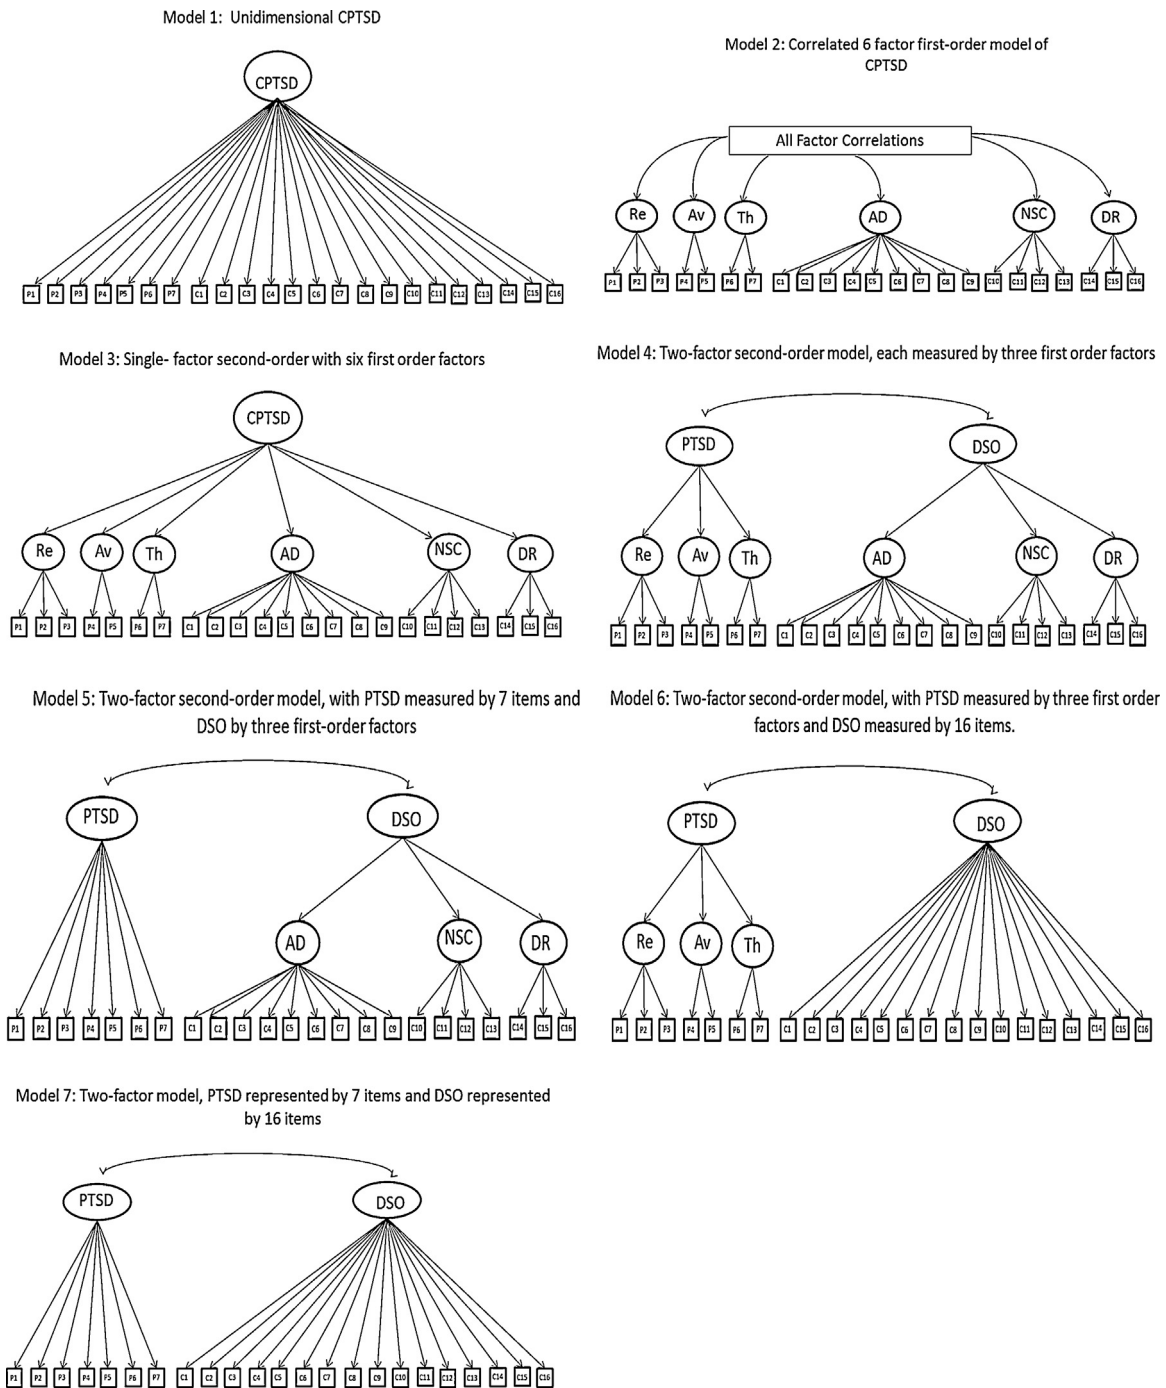 Model 1: Unidimensional CPTSD
CPTSD
P1 P2 P3 P4 P5 P6 P7 C1 C2 C3 C4 C5 C6 C7 C8 C9 C10 C11 C12 C13 C14 C15 C16
Model 2: Correlated 6 factor first-order model of
CPTSD
All Factor Correlations
Re Av Th AD NSC DR
P1 P2 P3 P4 P5 P6 P7 C1 C2 C3 C4 C5 C6 C7 C8 C9 C10 C11 C12 C13 C14 C15 C16
Model 3: Single- factor second-order with six first order factors
CPTSD
Re Av Th AD NSC DR
P1 P2 P3 P4 P5 P6 P7 C1 C2 C3 C4 C5 C6 C7 C8 C9 C10 C11 C12 C13 C14 C15 C16
Model 4: Two-factor second-order model, each measured by three first order factors
PTSD DSO
Re Av Th AD NSC DR
P1 P2 P3 P4 P5 P6 P7 C1 C2 C3 C4 C5 C6 C7 C8 C9 C10 C11 C12 C13 C14 C15 C16
Model 5: Two-factor second-order model, with PTSD measured by 7 items and
DSO by three first-order factors
PTSD DSO
AD NSC DR
P1 P2 P3 P4 P5 P6 P7 C1 C2 C3 C4 C5 C6 C7 C8 C9 C10 C11 C12 C13 C14 C15 C16
Model 6: Two-factor second-order model, with PTSD measured by three first order
factors and DSO measured by 16 items.
PTSD DSO
Re Av Th
P1 P2 P3 P4 P5 P6 P7 C1 C2 C3 C4 C5 C6 C7 C8 C9 C10 C11 C12 C13 C14 C15 C16
Model 7: Two-factor model, PTSD represented by 7 items and DSO represented
by 16 items
PTSD DSO
P1 P2 P3 P4 P5 P6 P7 C1 C2 C3 C4 C5 C6 C7 C8 C9 C10 C11 C12 C13 C14 C15 C16